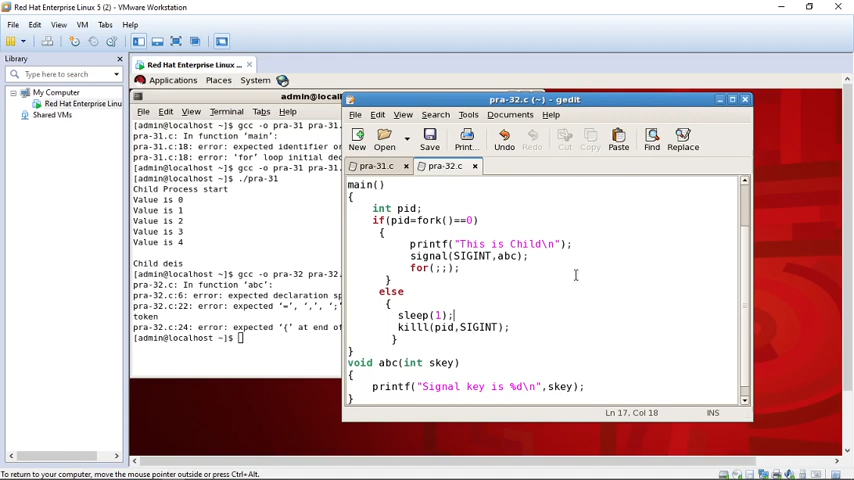 Red Hat Enterprise Linux 5 (2) - VMware Workstation
File Edit View VM Tabs Help
Library
Type here to search
My Computer
Red Hat Enterprise Linu
Shared VMs
Red Hat Enterprise Linux ...
Applications Places System
admin@local
File Edit View Terminal Tabs Help
[admin@localhost ~]$ gcc -o pra-31 pra-31.
pra-31.c: In function ‘main’:
pra-31.c:18: error: expected identifier or
pra-31.c:18: error: ‘for’ loop initial dec
[admin@localhost ~]$ gcc -o pra-31 pra-31.
[admin@localhost ~]$ ./pra-31
Child Process start
Value is 0
Value is 1
Value is 2
Value is 3
Value is 4
Child deis
[admin@localhost ~]$ gcc -o pra-32 pra-32.
pra-32.c: In function ‘abc’:
pra-32.c:6: error: expected declaration sp
pra-32.c:22: error: expected ‘=’, ‘,’, ‘;’
token
pra-32.c:24: error: expected ‘{’ at end of
[admin@localhost ~]$
pra-32.c (~) - gedit
File Edit View Search Tools Documents Help
New Open Save Print... Undo Redo Cut Copy Paste Find Replace
pra-31.c pra-32.c
main()
{
int pid;
if(pid=fork()==0)
{
printf("This is Child\n");
signal(SIGINT,abc);
for(;;);
}
else
{
sleep(1);
killl(pid,SIGINT);
}
}
void abc(int skey)
{
printf("Signal key is %d\n",skey);
}
Ln 17, Col 18 INS
To return to your computer, move the mouse pointer outside or press Ctrl+Alt.